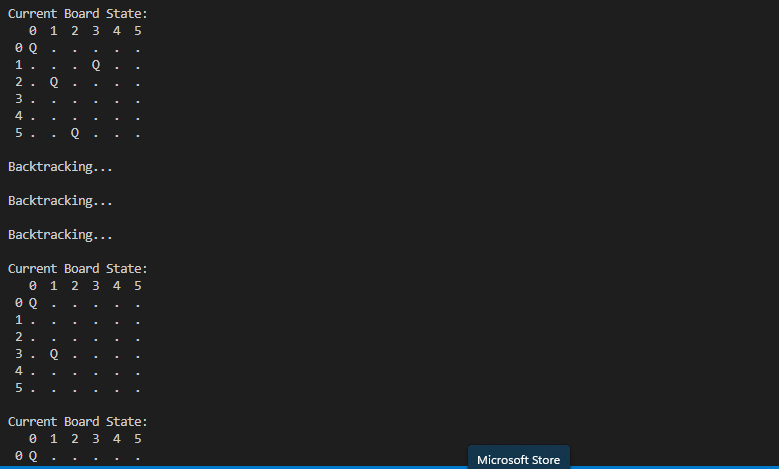 Current Board State:
   0  1  2  3  4  5
 0 Q  .  .  .  .  .
 1 .  .  .  Q  .  .
 2 .  Q  .  .  .  .
 3 .  .  .  .  .  .
 4 .  .  .  .  .  .
 5 .  .  Q  .  .  .
Backtracking...
Backtracking...
Backtracking...
Current Board State:
   0  1  2  3  4  5
 0 Q  .  .  .  .  .
 1 .  .  .  .  .  .
 2 .  .  .  .  .  .
 3 .  Q  .  .  .  .
 4 .  .  .  .  .  .
 5 .  .  .  .  .  .
Current Board State:
   0  1  2  3  4  5
 0 Q  .  .  .  .  .
Microsoft Store